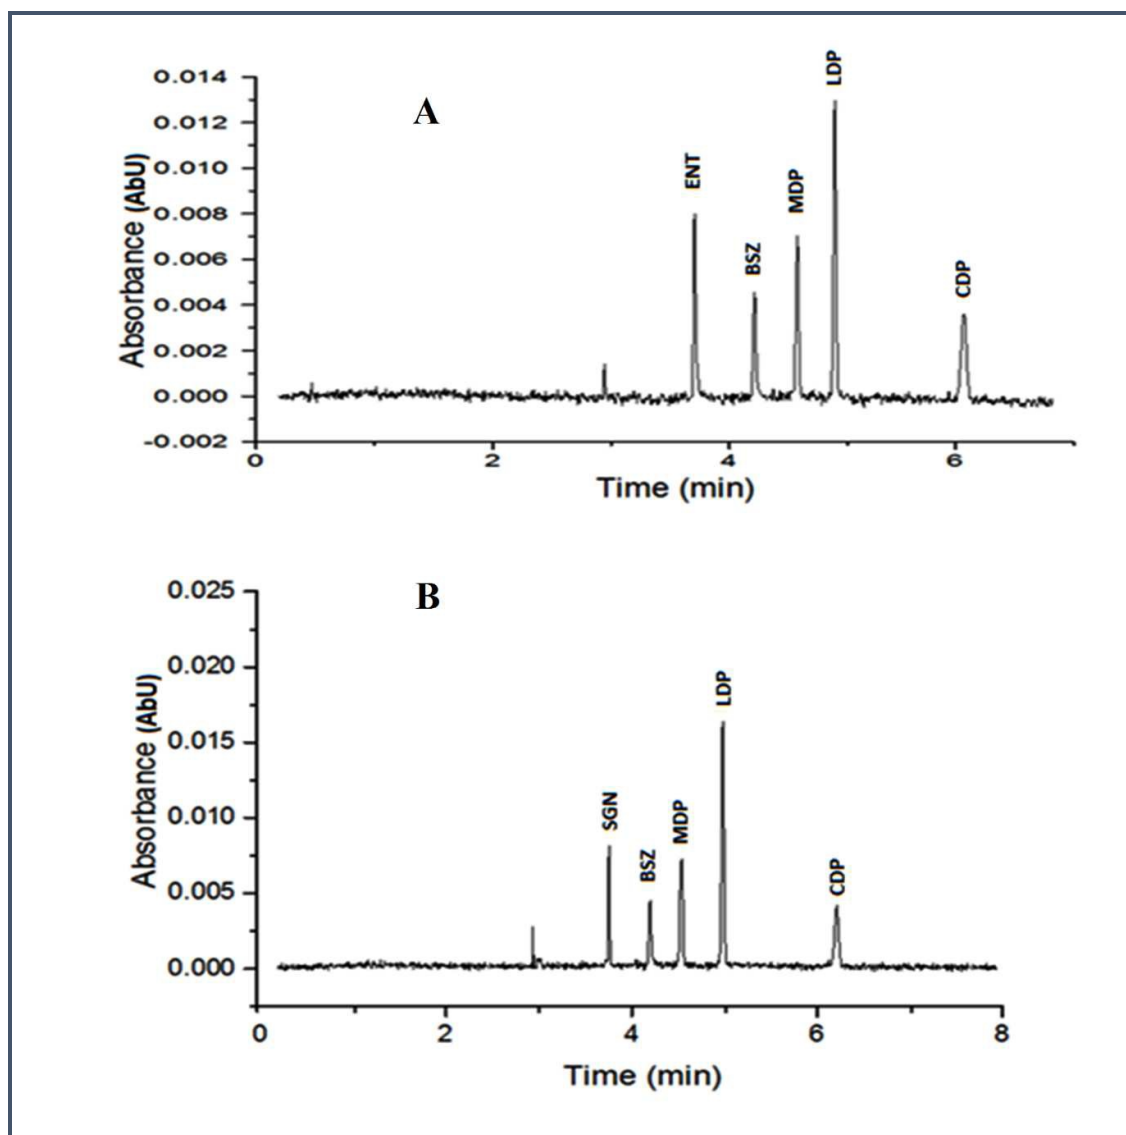 A
0.014
0.012
0.010
0.008
0.006
0.004
0.002
0.000
-0.002
Absorbance (AbU)
ENT
BSZ
MDP
LDP
CDP
0 2 4 6
Time (min)
B
0.025
0.020
0.015
0.010
0.005
0.000
Absorbance (AbU)
SGN
BSZ
MDP
LDP
CDP
0 2 4 6 8
Time (min)